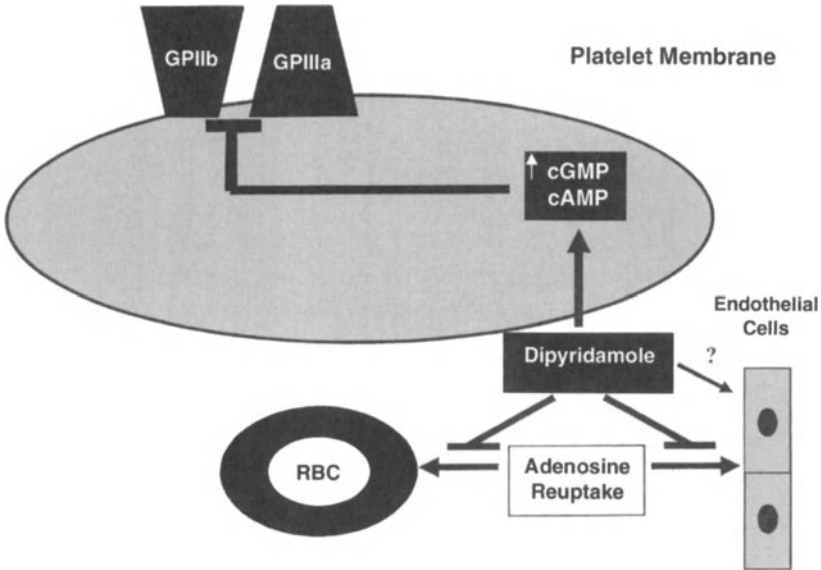 GPIIb
GPIIIa
Platelet Membrane
↑ cGMP
cAMP
Endothelial
Cells
Dipyridamole
?
RBC
Adenosine
Reuptake